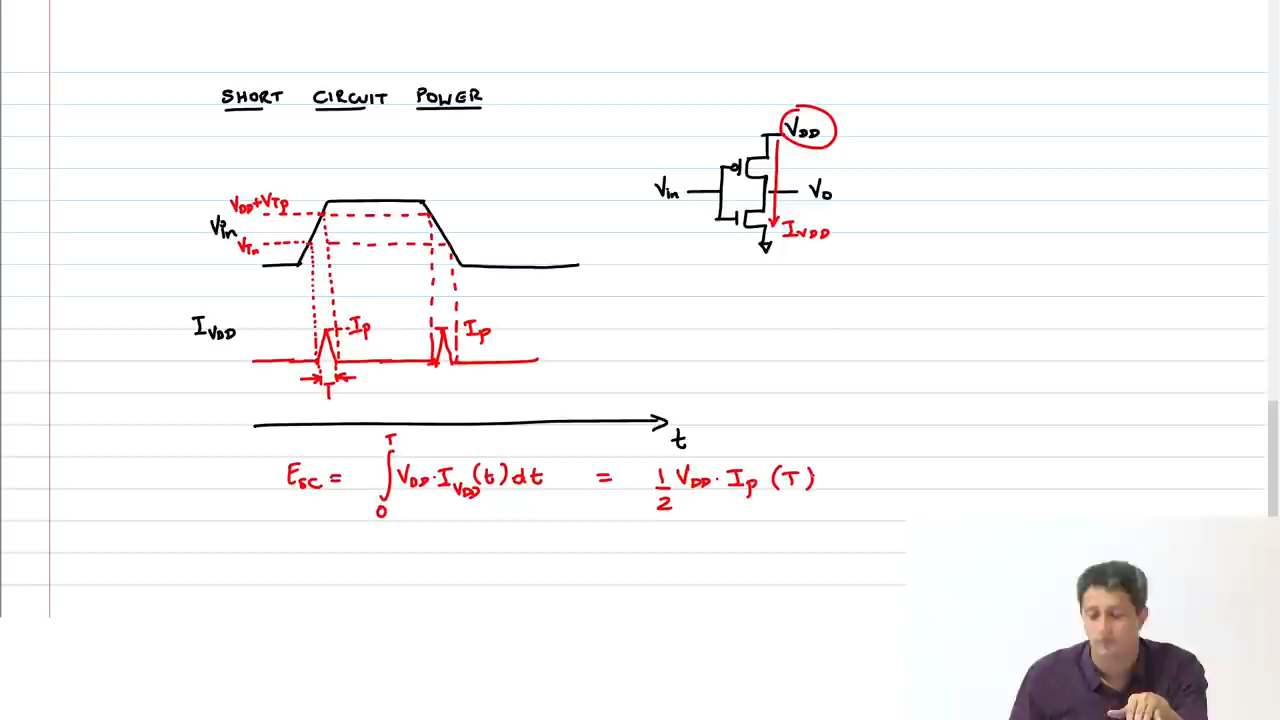 SHORT CIRCUIT POWER
VDD
Vin
VO
IVDD
VDD+VTp
Vin
VTn
IVDD
Ip
Ip
T
t
ESC = ∫0T VDD·IVDD(t)dt = 1/2 VDD·Ip (T)